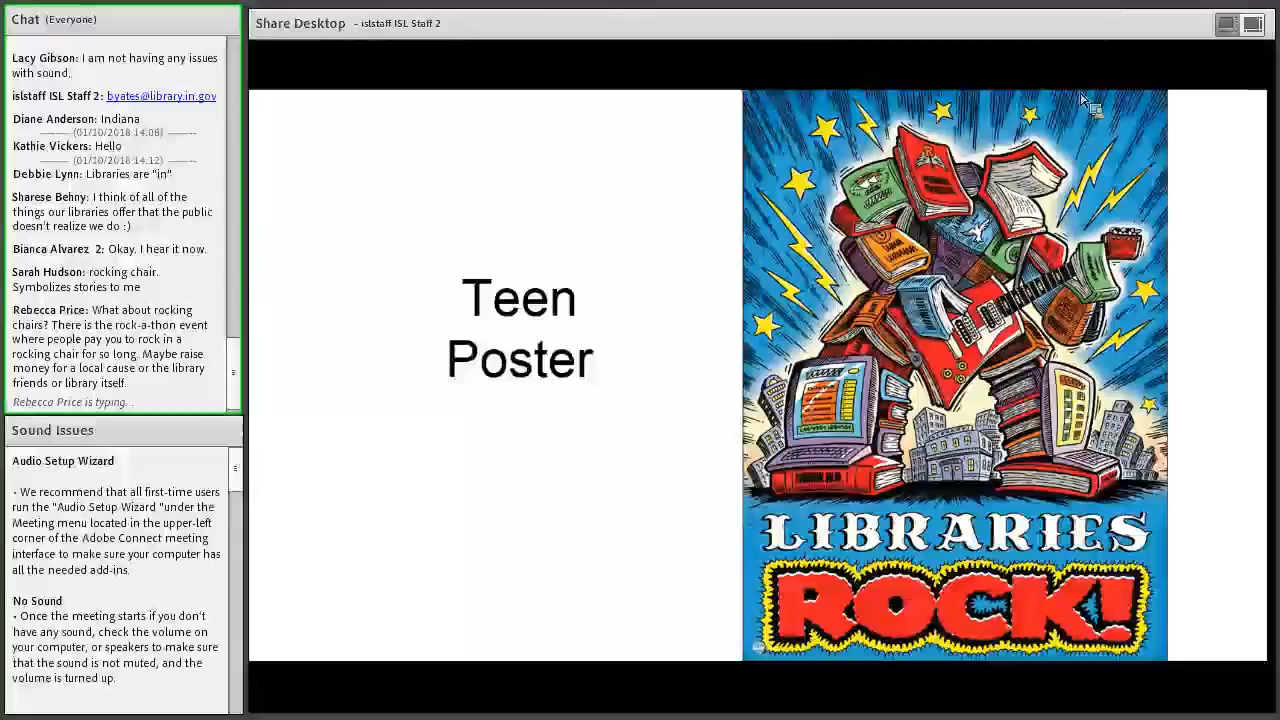 Chat (Everyone)
Lacy Gibson: I am not having any issues
with sound.
islstaff ISL Staff 2: byates@library.in.gov
Diane Anderson: Indiana
(01/10/2018 14:06)
Kathie Vickers: Hello
(01/10/2018 14:12)
Debbie Lynn: Libraries are "in"
Sharese Benny: I think of all of the
things our libraries offer that the public
doesn't realize we do :)
Bianca Alvarez 2: Okay. I hear it now.
Sarah Hudson: rocking chair.
Symbolizes stories to me
Rebecca Price: What about rocking
chairs? There is the rock-a-thon event
where people pay you to rock in a
rocking chair for so long. Maybe raise
money for a local cause or the library
friends or library itself.
Rebecca Price is typing...
Sound Issues
Audio Setup Wizard
• We recommend that all first-time users
run the "Audio Setup Wizard "under the
Meeting menu located in the upper-left
corner of the Adobe Connect meeting
interface to make sure your computer has
all the needed add-ins.
No Sound
• Once the meeting starts if you don't
have any sound, check the volume on
your computer, or speakers to make sure
that the sound is not muted, and the
volume is turned up.
Share Desktop - islstaff ISL Staff 2
Teen
Poster
LIBRARIES
ROCK!